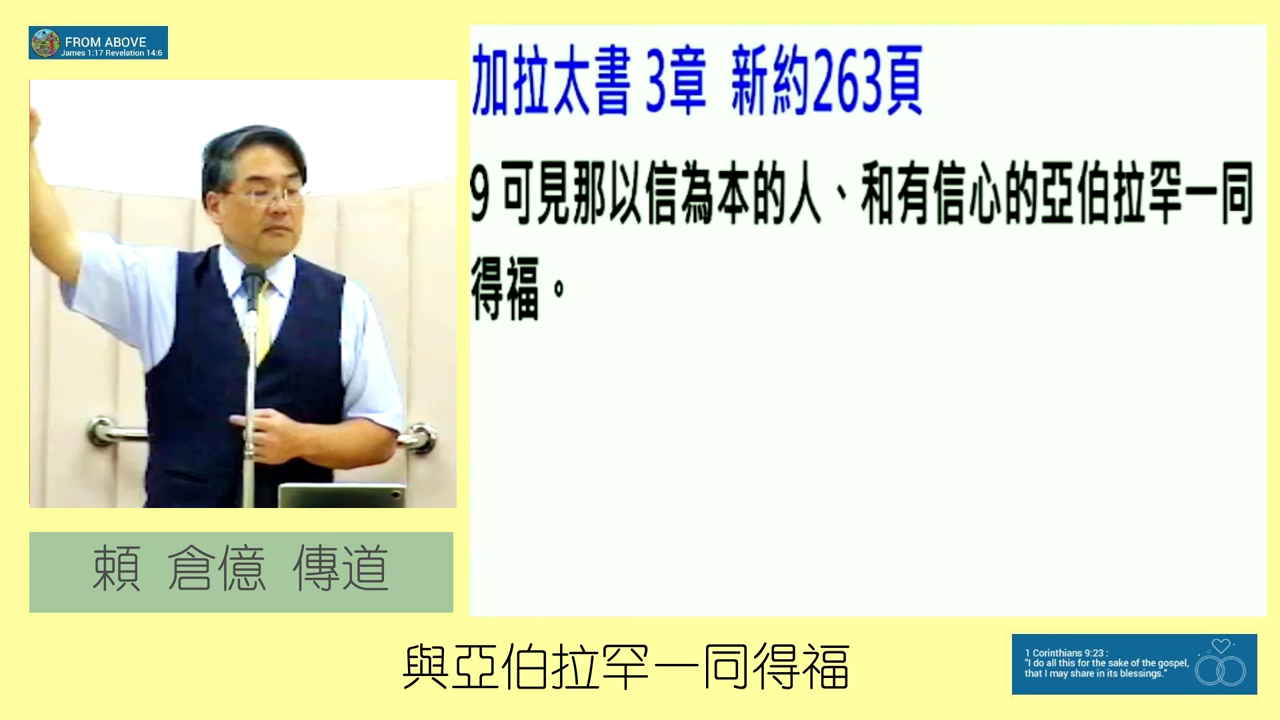 FROM ABOVE
James 1:17 Revelation 14:6
加拉太書 3章 新約263頁
9 可見那以信為本的人、和有信心的亞伯拉罕一同
得福。
賴 倉億 傳道
與亞伯拉罕一同得福
1 Corinthians 9:23 :
"I do all this for the sake of the gospel,
that I may share in its blessings."